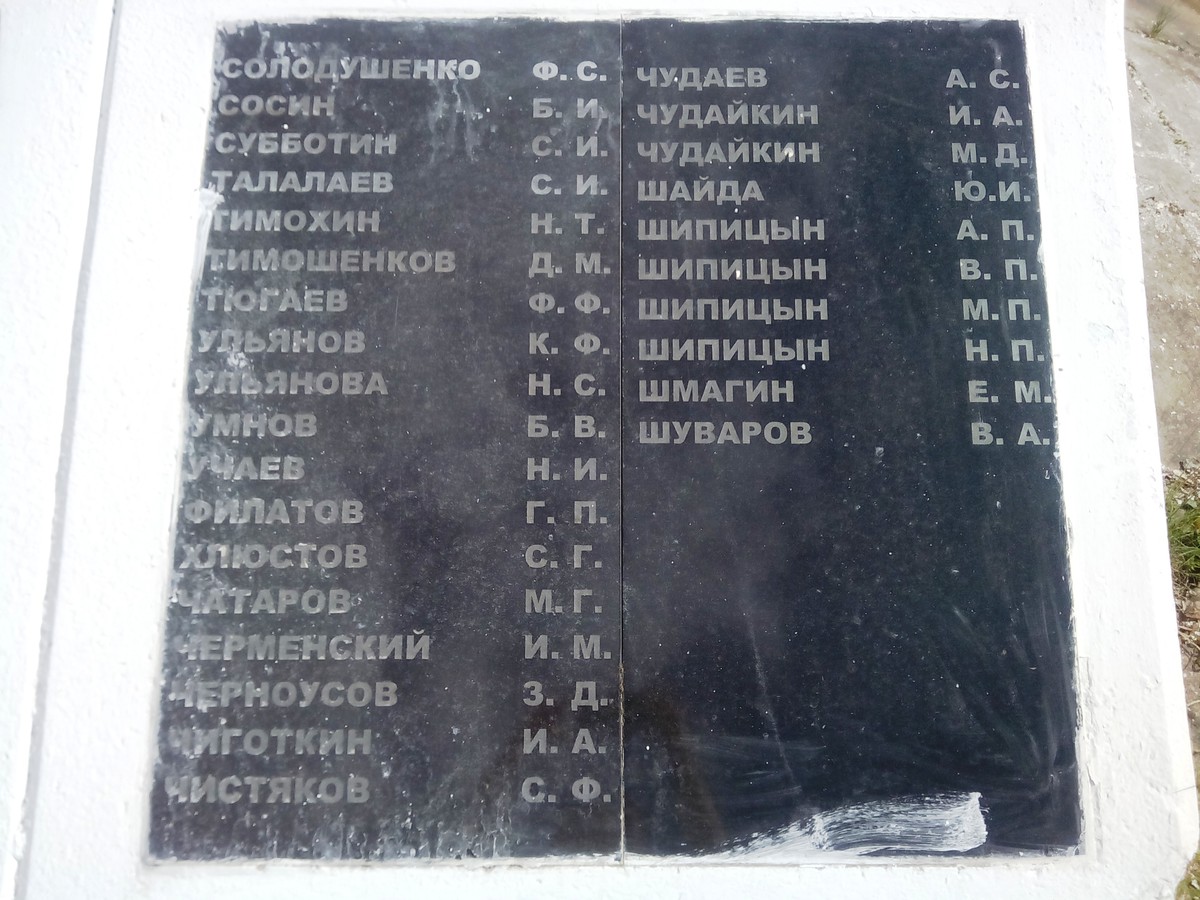 СОЛОДУШЕНКО Ф. С.
СОСИН Б. И.
СУББОТИН С. И.
ТАЛАЛАЕВ С. И.
ТИМОХИН Н. Т.
ТИМОШЕНКОВ Д. М.
ТЮГАЕВ Ф. Ф.
УЛЬЯНОВ К. Ф.
УЛЬЯНОВА Н. С.
УМНОВ Б. В.
УЧАЕВ Н. И.
ФИЛАТОВ Г. П.
ХЛЮСТОВ С. Г.
ЧАТАРОВ М. Г.
ЧЕРМЕНСКИЙ И. М.
ЧЕРНОУСОВ З. Д.
ЧИГОТКИН И. А.
ЧИСТЯКОВ С. Ф.
ЧУДАЕВ А. С.
ЧУДАЙКИН И. А.
ЧУДАЙКИН М. Д.
ШАЙДА Ю.И.
ШИПИЦЫН А. П.
ШИПИЦЫН В. П.
ШИПИЦЫН М. П.
ШИПИЦЫН Н. П.
ШМАГИН Е. М.
ШУВАРОВ В. А.